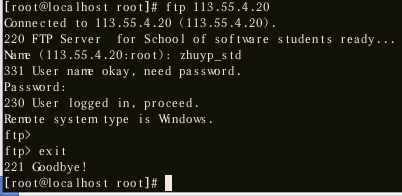 [root@localhost root]# ftp 113.55.4.20
Connected to 113.55.4.20 (113.55.4.20).
220 FTP Server  for School of software students ready...
Name (113.55.4.20:root): zhuyp_std
331 User name okay, need password.
Password:
230 User logged in, proceed.
Remote system type is Windows.
ftp>
ftp> exit
221 Goodbye!
[root@localhost root]#